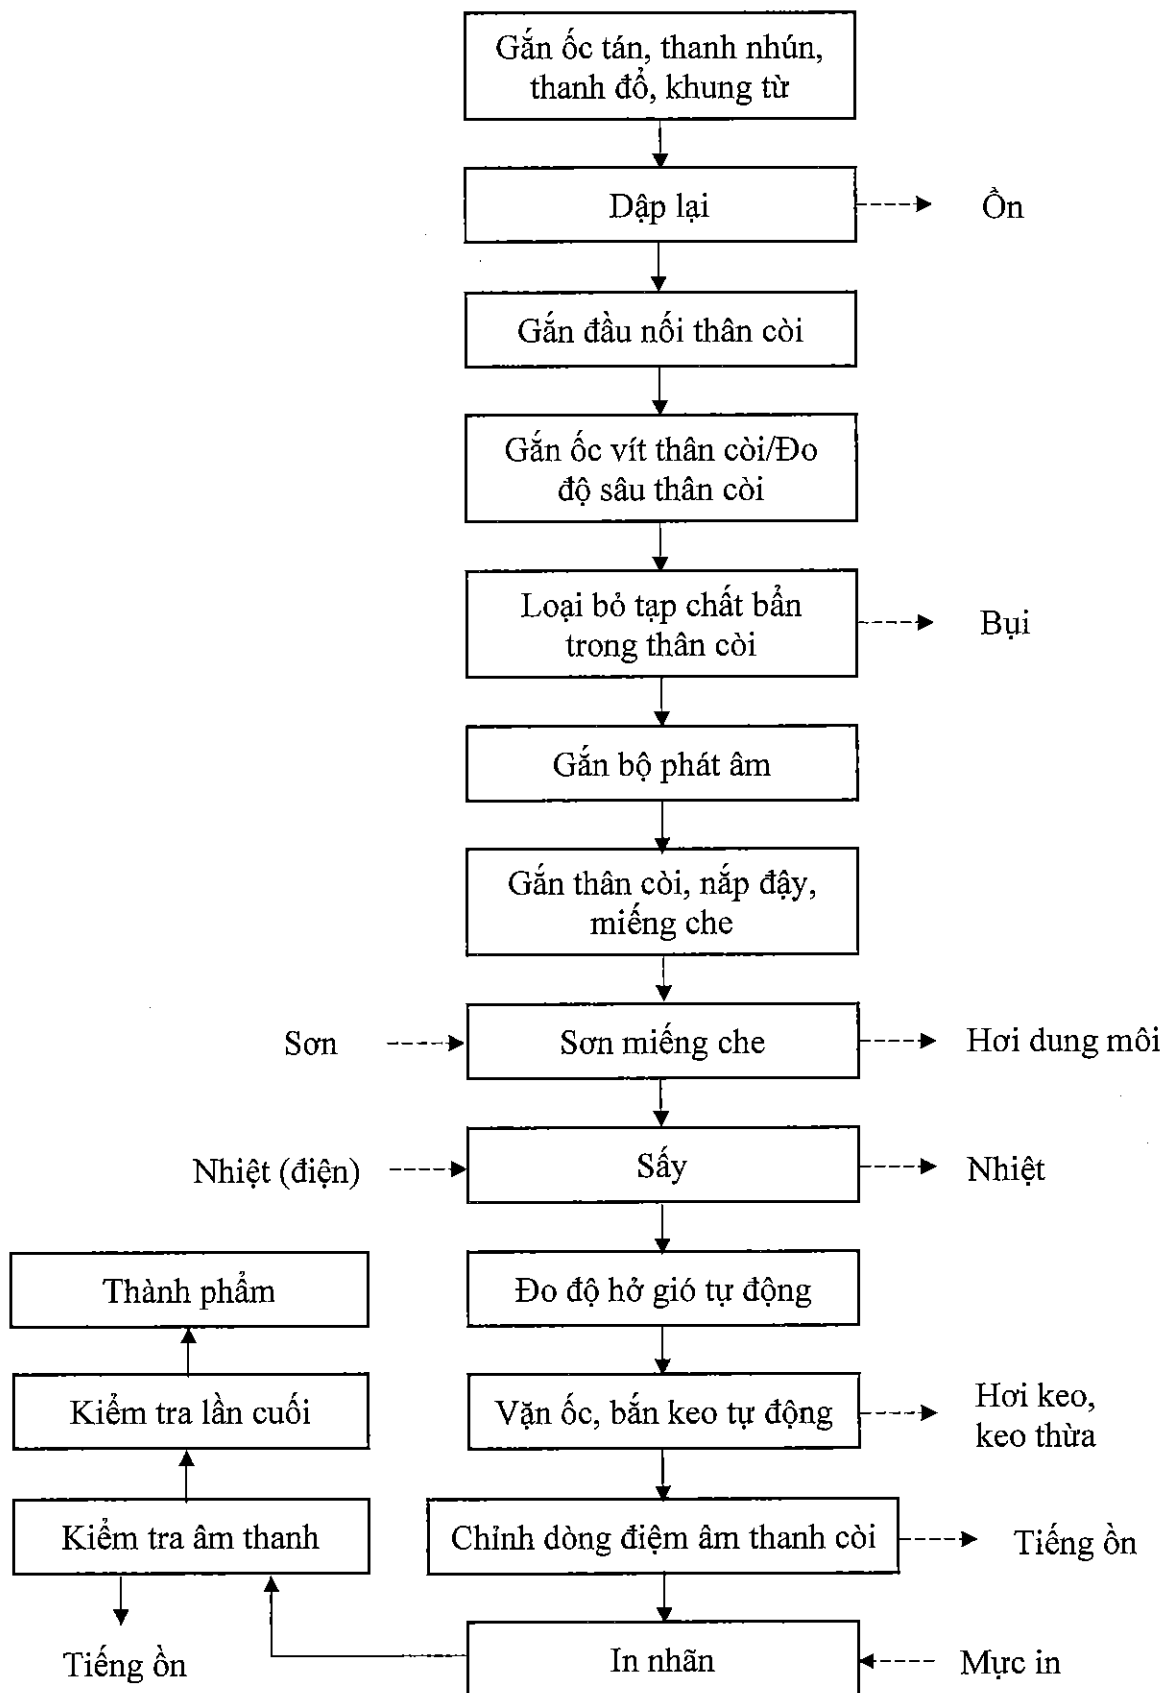 Gắn ốc tán, thanh nhún,
thanh đổ, khung từ
Dập lại
Ồn
Gắn đầu nối thân còi
Gắn ốc vít thân còi/Đo
độ sâu thân còi
Loại bỏ tạp chất bẩn
trong thân còi
Bụi
Gắn bộ phát âm
Gắn thân còi, nắp đậy,
miếng che
Sơn
Sơn miếng che
Hơi dung môi
Nhiệt (điện)
Sấy
Nhiệt
Đo độ hở gió tự động
Vặn ốc, bắn keo tự động
Hơi keo,
keo thừa
Chỉnh dòng điệm âm thanh còi
Tiếng ồn
In nhãn
Mực in
Kiểm tra âm thanh
Tiếng ồn
Kiểm tra lần cuối
Thành phẩm